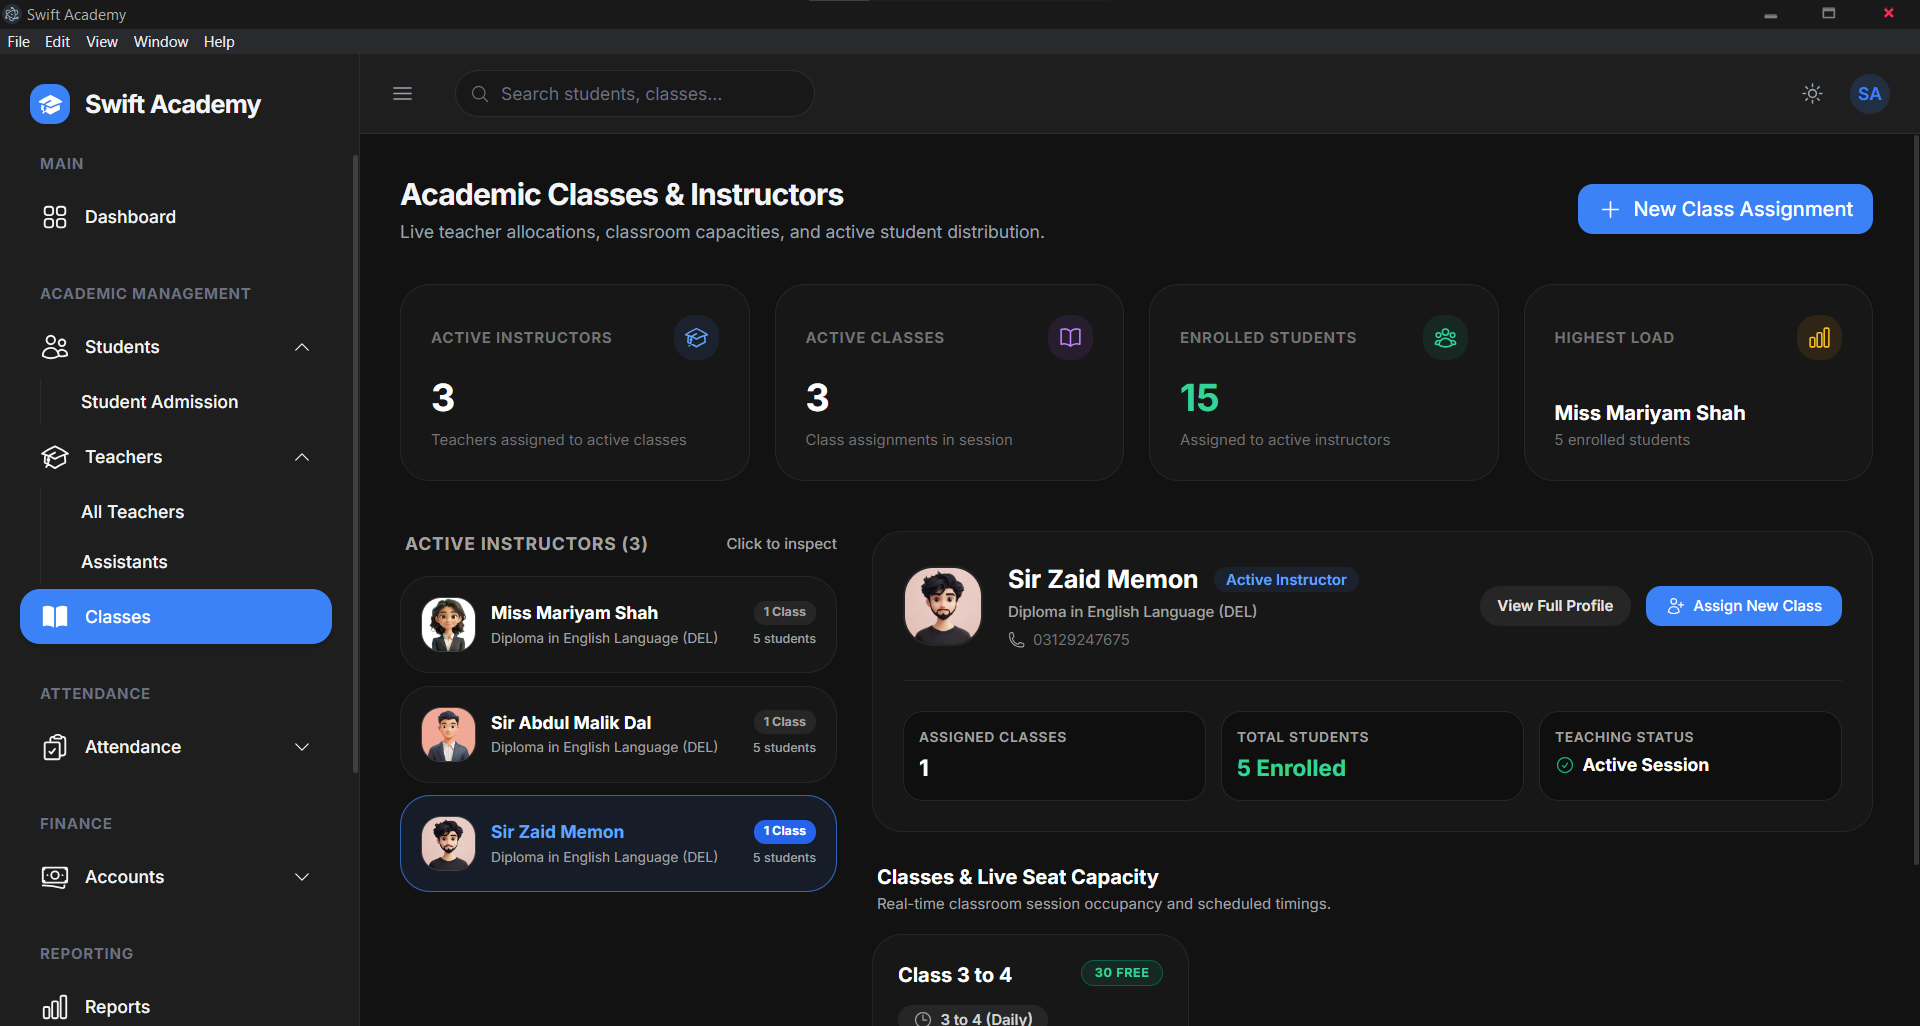 Swift Academy
File Edit View Window Help
Swift Academy
MAIN
Dashboard
ACADEMIC MANAGEMENT
Students
Student Admission
Teachers
All Teachers
Assistants
Classes
ATTENDANCE
Attendance
FINANCE
Accounts
REPORTING
Reports
Search students, classes...
SA
Academic Classes & Instructors
Live teacher allocations, classroom capacities, and active student distribution.
New Class Assignment
ACTIVE INSTRUCTORS
3
Teachers assigned to active classes
ACTIVE CLASSES
3
Class assignments in session
ENROLLED STUDENTS
15
Assigned to active instructors
HIGHEST LOAD
Miss Mariyam Shah
5 enrolled students
ACTIVE INSTRUCTORS (3)
Click to inspect
Miss Mariyam Shah
1 Class
Diploma in English Language (DEL)
5 students
Sir Abdul Malik Dal
1 Class
Diploma in English Language (DEL)
5 students
Sir Zaid Memon
1 Class
Diploma in English Language (DEL)
5 students
Sir Zaid Memon
Active Instructor
Diploma in English Language (DEL)
03129247675
View Full Profile
Assign New Class
ASSIGNED CLASSES
1
TOTAL STUDENTS
5 Enrolled
TEACHING STATUS
Active Session
Classes & Live Seat Capacity
Real-time classroom session occupancy and scheduled timings.
Class 3 to 4
30 FREE
3 to 4 (Daily)